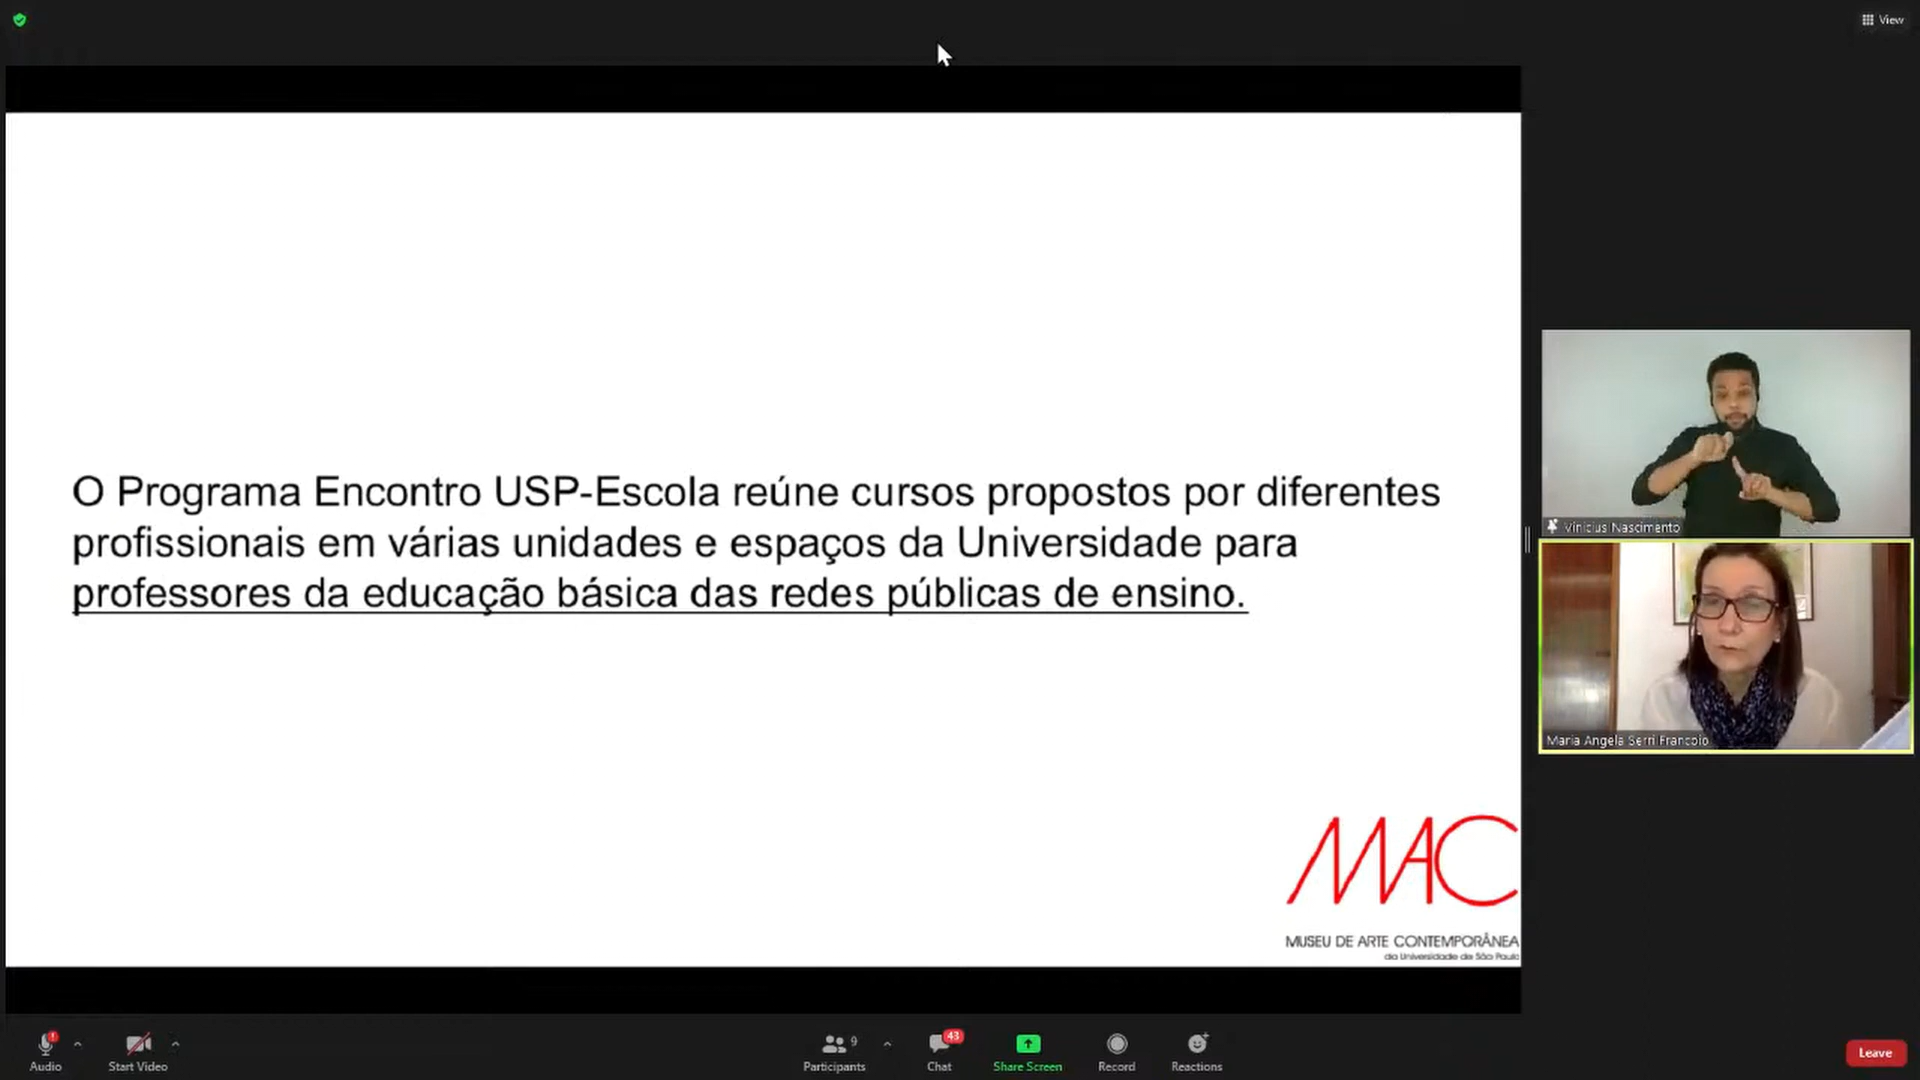 View
O Programa Encontro USP-Escola reúne cursos propostos por diferentes
profissionais em várias unidades e espaços da Universidade para
professores da educação básica das redes públicas de ensino.
Vinicius Nascimento
Maria Angela Serri Francoio
MAC
MUSEU DE ARTE CONTEMPORÂNEA
da Universidade de São Paulo
Audio
Start Video
9
Participants
43
Chat
Share Screen
Record
Reactions
Leave